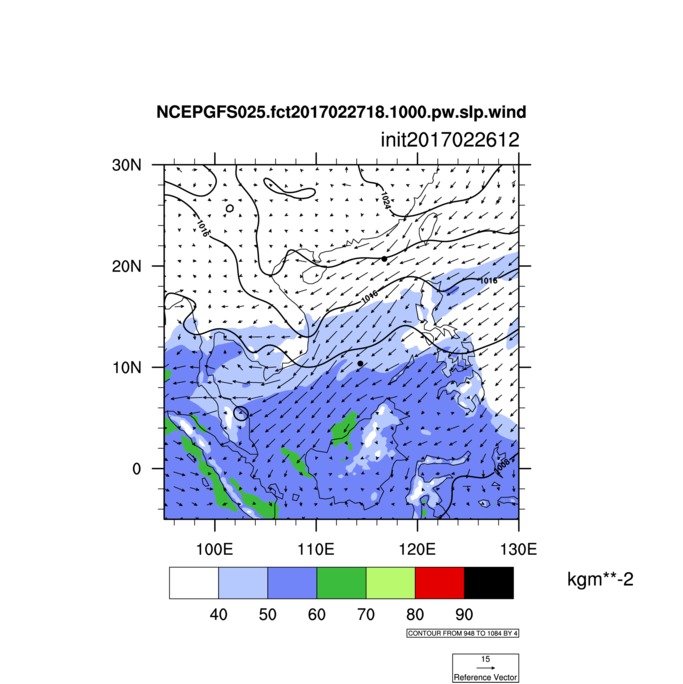 NCEPGFS025.fct2017022718.1000.pw.slp.wind
init2017022612
30N
20N
10N
0
1024
1016
1016
1016
1008
100E 110E 120E 130E
kgm**-2
40 50 60 70 80 90
CONTOUR FROM 948 TO 1084 BY 4
15
Reference Vector